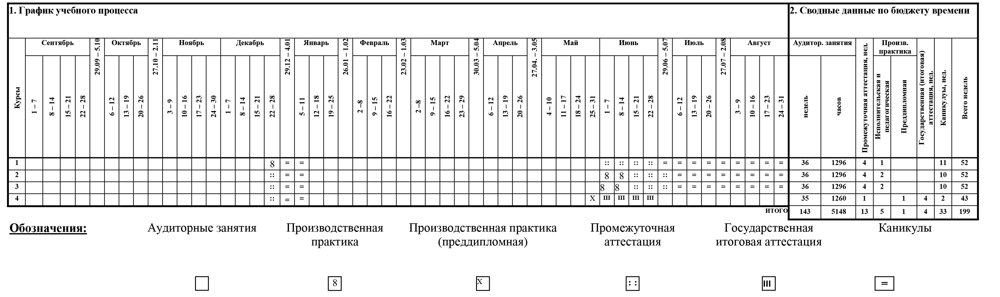 1. График учебного процесса
2. Сводные данные по бюджету времени
Курсы
Сентябрь
29.09 – 5.10
Октябрь
27.10 – 2.11
Ноябрь
Декабрь
29.12 – 4.01
Январь
26.01 – 1.02
Февраль
23.02 – 1.03
Март
30.03 – 5.04
Апрель
27.04. – 3.05
Май
Июнь
29.06 – 5.07
Июль
27.07 – 2.08
Август
Аудитор. занятия
Промежуточная аттестация, нед.
Произв.
практика
Государственная (итоговая)
аттестация, нед.
Каникулы, нед.
Всего недель
1 – 7
8 – 14
15 – 21
22 – 28
6 – 12
13 – 19
20 – 26
3 – 9
10 – 16
17 – 23
24 – 30
1 – 7
8 – 14
15 – 21
22 – 28
5 – 11
12 – 18
19 – 25
2 –8
9 – 15
16 – 22
2 –8
9 – 15
16 – 22
23 – 29
6 – 12
13 – 19
20 – 26
4 – 10
11 – 17
18 – 24
25 – 31
1 – 7
8 – 14
15 – 21
22 – 28
6 – 12
13 – 19
20 – 26
3 – 9
10 – 16
17 – 23
24 – 31
недель
часов
Исполнительская и
педагогическая
Преддипломная
1 8 = = :: :: :: :: = = = = = = = = = 36 1296 4 1 11 52
2 :: = = 8 8 :: :: :: = = = = = = = = 36 1296 4 2 10 52
3 :: = = 8 8 :: :: :: = = = = = = = = 36 1296 4 2 10 52
4 :: = = X III III III III 35 1260 1 1 4 2 43
ИТОГО 143 5148 13 5 1 4 33 199
Обозначения: Аудиторные занятия Производственная Производственная практика Промежуточная Государственная Каникулы
практика (преддипломная) аттестация итоговая аттестация
8 X :: III =